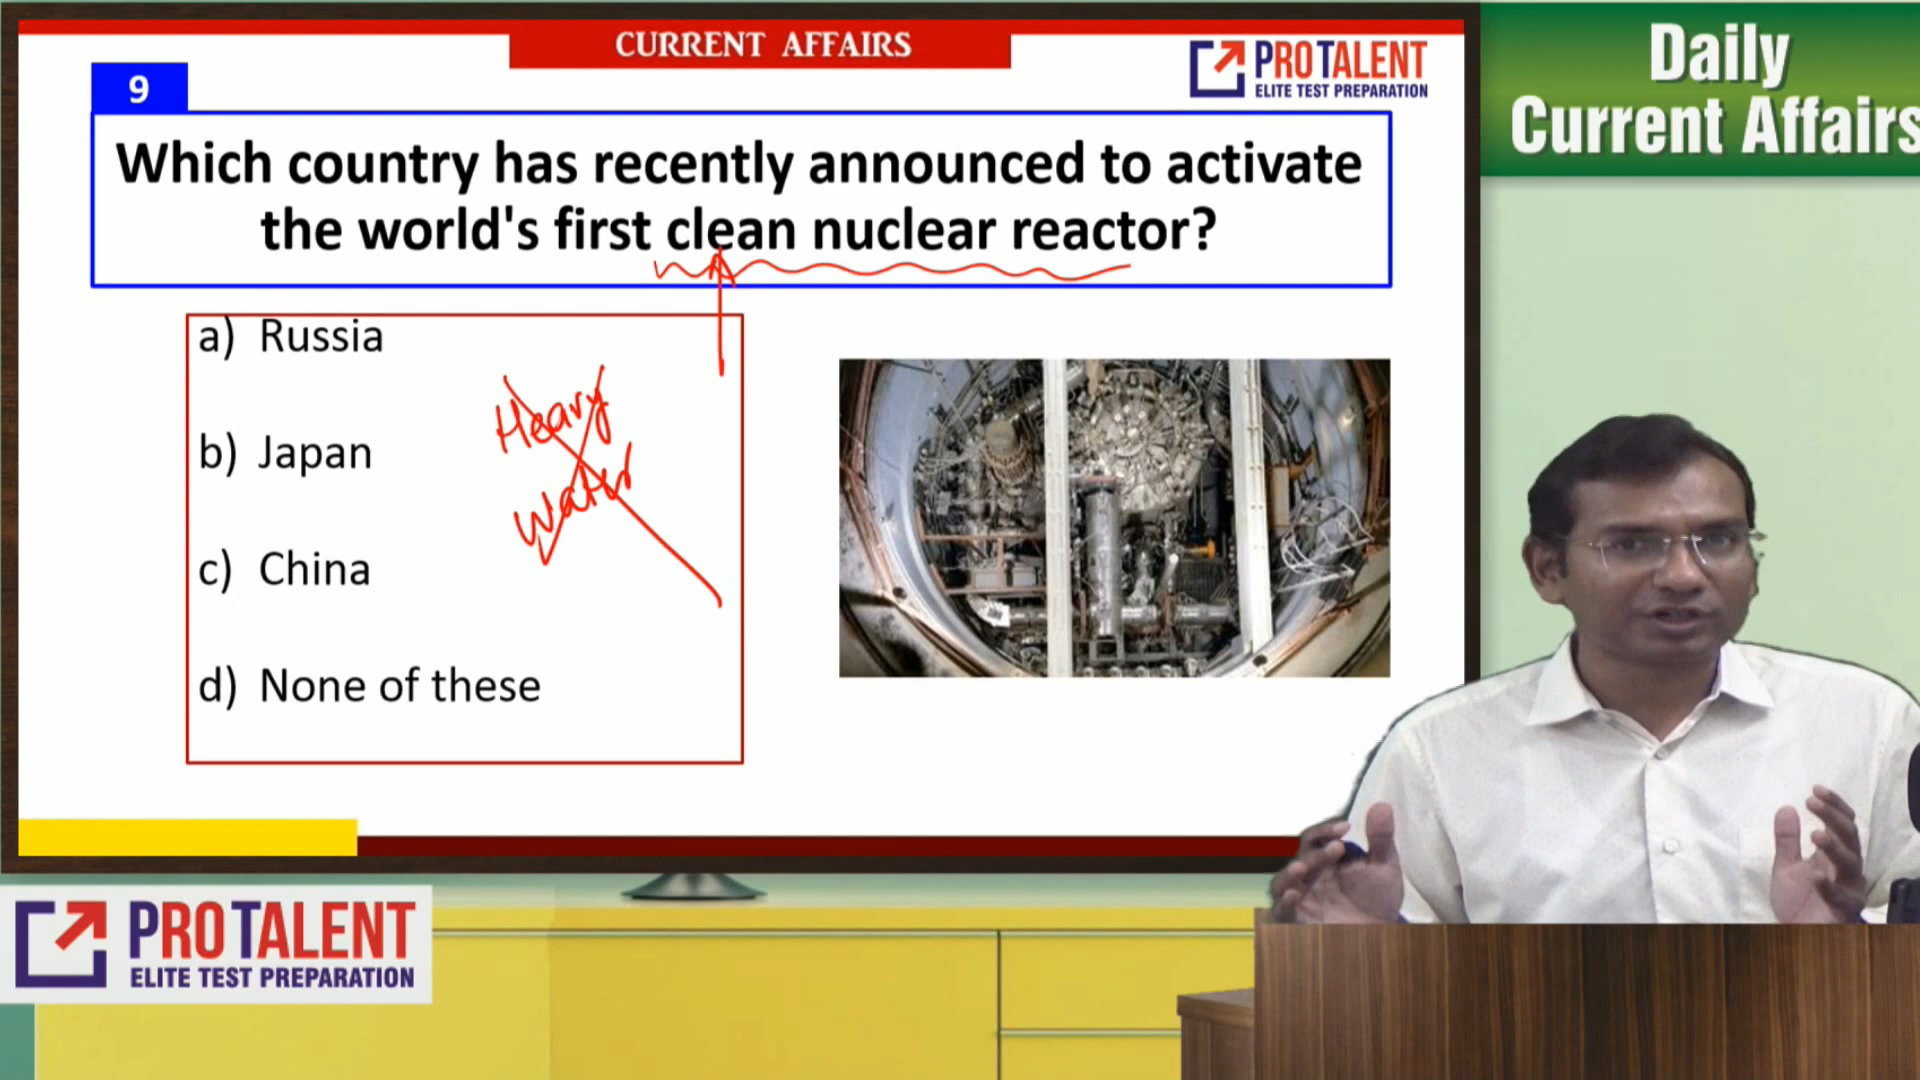 CURRENT AFFAIRS
PROTALENT
ELITE TEST PREPARATION
Daily
Current Affairs
9
Which country has recently announced to activate
the world's first clean nuclear reactor?
a) Russia
b) Japan
c) China
d) None of these
Heavy
Water
PROTALENT
ELITE TEST PREPARATION